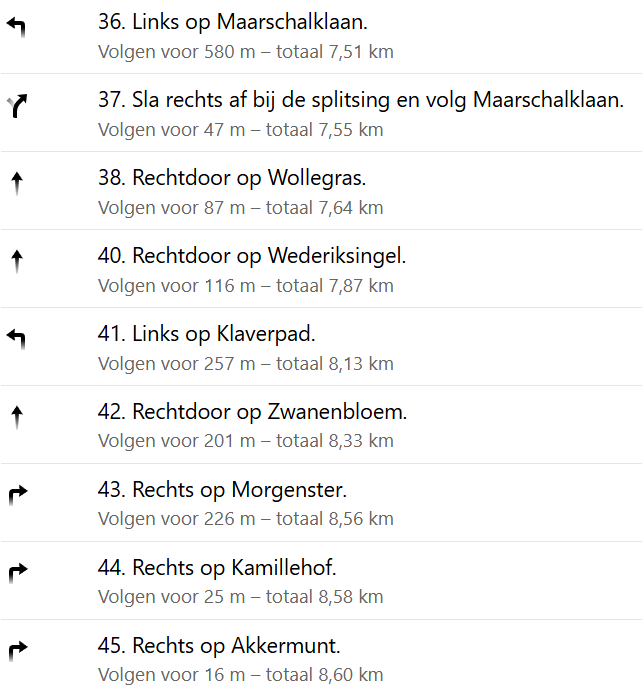 36. Links op Maarschalklaan.
Volgen voor 580 m – totaal 7,51 km
37. Sla rechts af bij de splitsing en volg Maarschalklaan.
Volgen voor 47 m – totaal 7,55 km
38. Rechtdoor op Wollegras.
Volgen voor 87 m – totaal 7,64 km
40. Rechtdoor op Wederiksingel.
Volgen voor 116 m – totaal 7,87 km
41. Links op Klaverpad.
Volgen voor 257 m – totaal 8,13 km
42. Rechtdoor op Zwanenbloem.
Volgen voor 201 m – totaal 8,33 km
43. Rechts op Morgenster.
Volgen voor 226 m – totaal 8,56 km
44. Rechts op Kamillehof.
Volgen voor 25 m – totaal 8,58 km
45. Rechts op Akkermunt.
Volgen voor 16 m – totaal 8,60 km